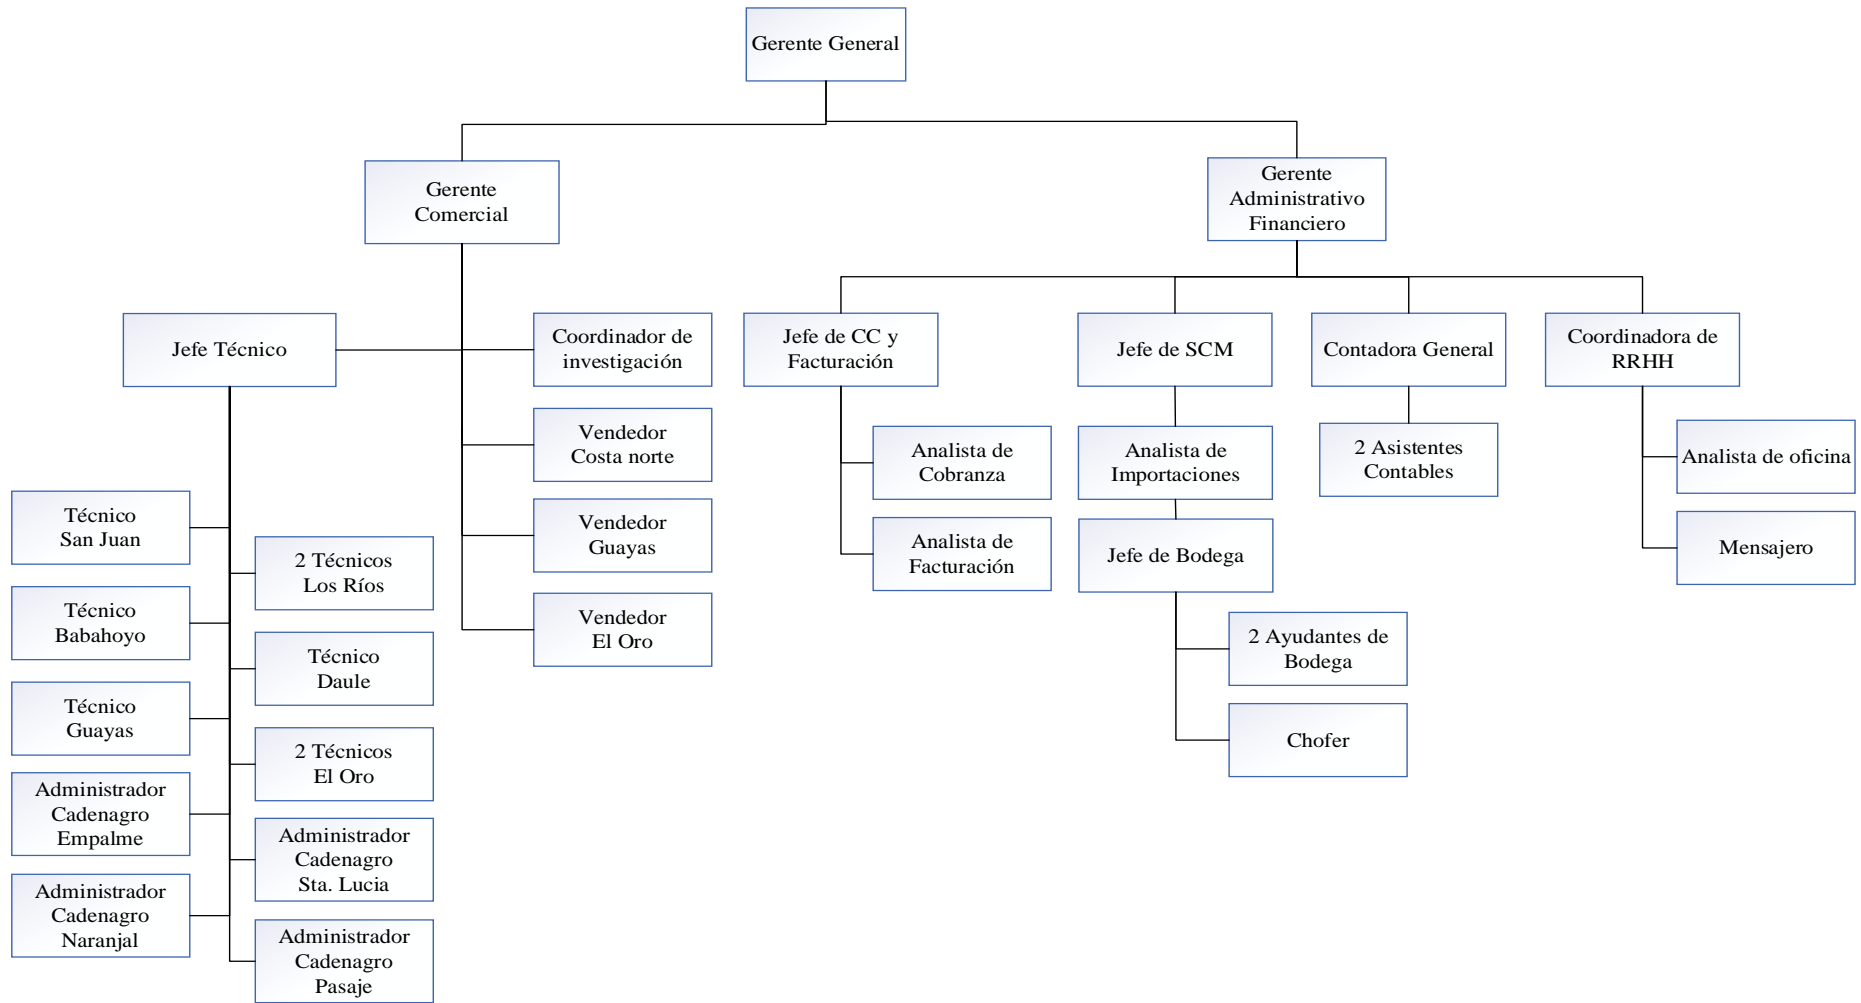 Gerente General
Gerente
Comercial
Gerente
Administrativo
Financiero
Jefe Técnico
Coordinador de
investigación
Jefe de CC y
Facturación
Jefe de SCM
Contadora General
Coordinadora de
RRHH
Vendedor
Costa norte
Vendedor
Guayas
Vendedor
El Oro
Analista de
Cobranza
Analista de
Facturación
Analista de
Importaciones
Jefe de Bodega
2 Ayudantes de
Bodega
Chofer
2 Asistentes
Contables
Analista de oficina
Mensajero
Técnico
San Juan
2 Técnicos
Los Ríos
Técnico
Babahoyo
Técnico
Daule
Técnico
Guayas
2 Técnicos
El Oro
Administrador
Cadenagro
Empalme
Administrador
Cadenagro
Sta. Lucia
Administrador
Cadenagro
Naranjal
Administrador
Cadenagro
Pasaje